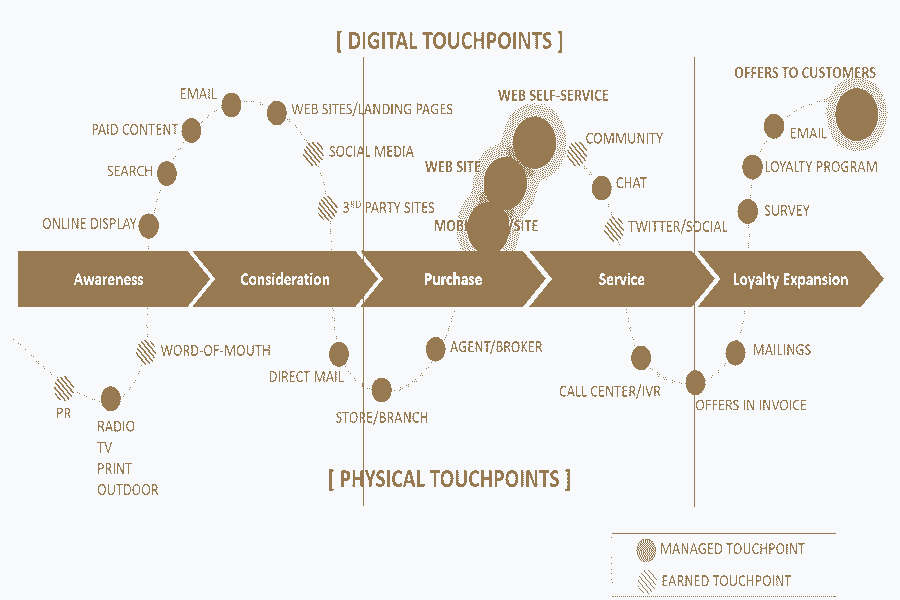 [ DIGITAL TOUCHPOINTS ]
OFFERS TO CUSTOMERS
EMAIL
WEB SELF-SERVICE
WEB SITES/LANDING PAGES
PAID CONTENT
EMAIL
COMMUNITY
SOCIAL MEDIA
SEARCH
WEB SITE
CHAT
LOYALTY PROGRAM
3RD PARTY SITES
SURVEY
ONLINE DISPLAY
SITE
TWITTER/SOCIAL
Awareness
Consideration
Purchase
Service
Loyalty Expansion
WORD-OF-MOUTH
AGENT/BROKER
MAILINGS
DIRECT MAIL
CALL CENTER/IVR
PR
STORE/BRANCH
OFFERS IN INVOICE
RADIO
TV
PRINT
OUTDOOR
[ PHYSICAL TOUCHPOINTS ]
MANAGED TOUCHPOINT
EARNED TOUCHPOINT